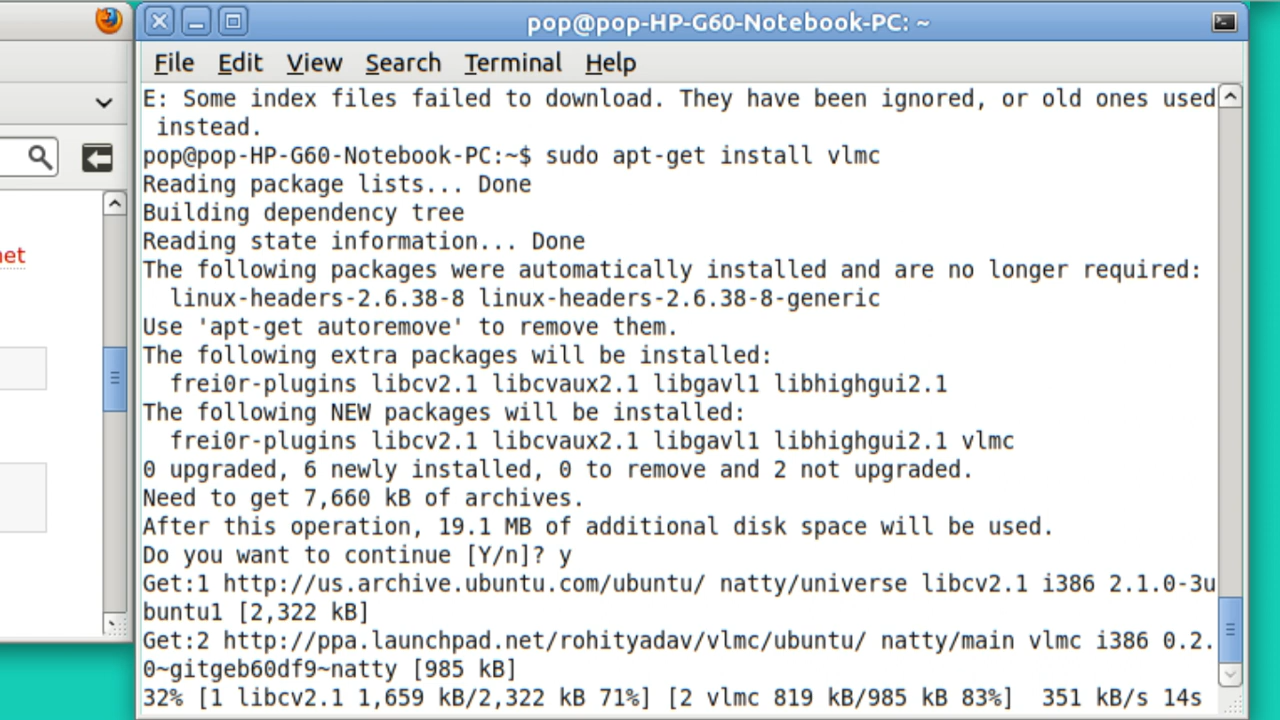 pop@pop-HP-G60-Notebook-PC: ~
File Edit View Search Terminal Help
E: Some index files failed to download. They have been ignored, or old ones used
instead.
pop@pop-HP-G60-Notebook-PC:~$ sudo apt-get install vlmc
Reading package lists... Done
Building dependency tree
Reading state information... Done
The following packages were automatically installed and are no longer required:
linux-headers-2.6.38-8 linux-headers-2.6.38-8-generic
Use 'apt-get autoremove' to remove them.
The following extra packages will be installed:
frei0r-plugins libcv2.1 libcvaux2.1 libgavl1 libhighgui2.1
The following NEW packages will be installed:
frei0r-plugins libcv2.1 libcvaux2.1 libgavl1 libhighgui2.1 vlmc
0 upgraded, 6 newly installed, 0 to remove and 2 not upgraded.
Need to get 7,660 kB of archives.
After this operation, 19.1 MB of additional disk space will be used.
Do you want to continue [Y/n]? y
Get:1 http://us.archive.ubuntu.com/ubuntu/ natty/universe libcv2.1 i386 2.1.0-3u
buntu1 [2,322 kB]
Get:2 http://ppa.launchpad.net/rohityadav/vlmc/ubuntu/ natty/main vlmc i386 0.2.
0~gitgeb60df9~natty [985 kB]
32% [1 libcv2.1 1,659 kB/2,322 kB 71%] [2 vlmc 819 kB/985 kB 83%] 351 kB/s 14s
net